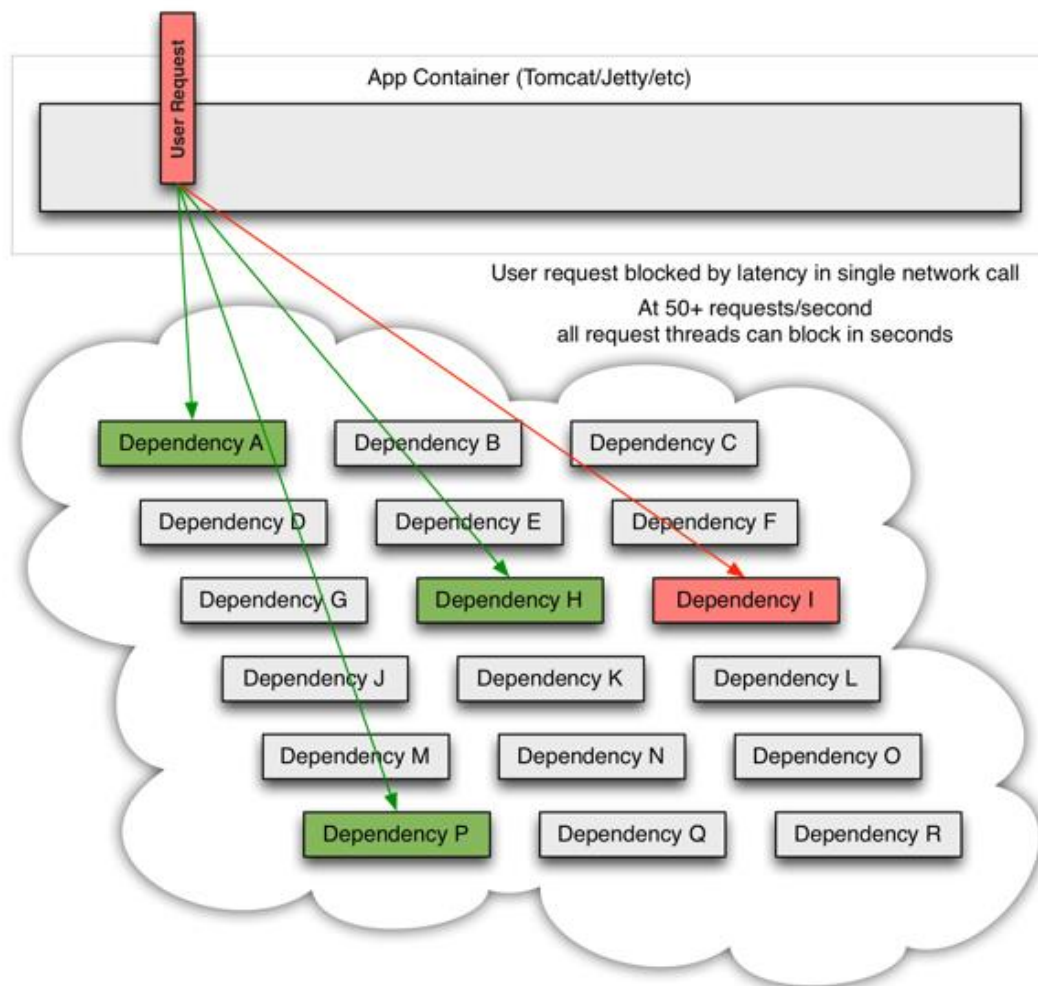 User Request
App Container (Tomcat/Jetty/etc)
User request blocked by latency in single network call
At 50+ requests/second
all request threads can block in seconds
Dependency A
Dependency B
Dependency C
Dependency D
Dependency E
Dependency F
Dependency G
Dependency H
Dependency I
Dependency J
Dependency K
Dependency L
Dependency M
Dependency N
Dependency O
Dependency P
Dependency Q
Dependency R